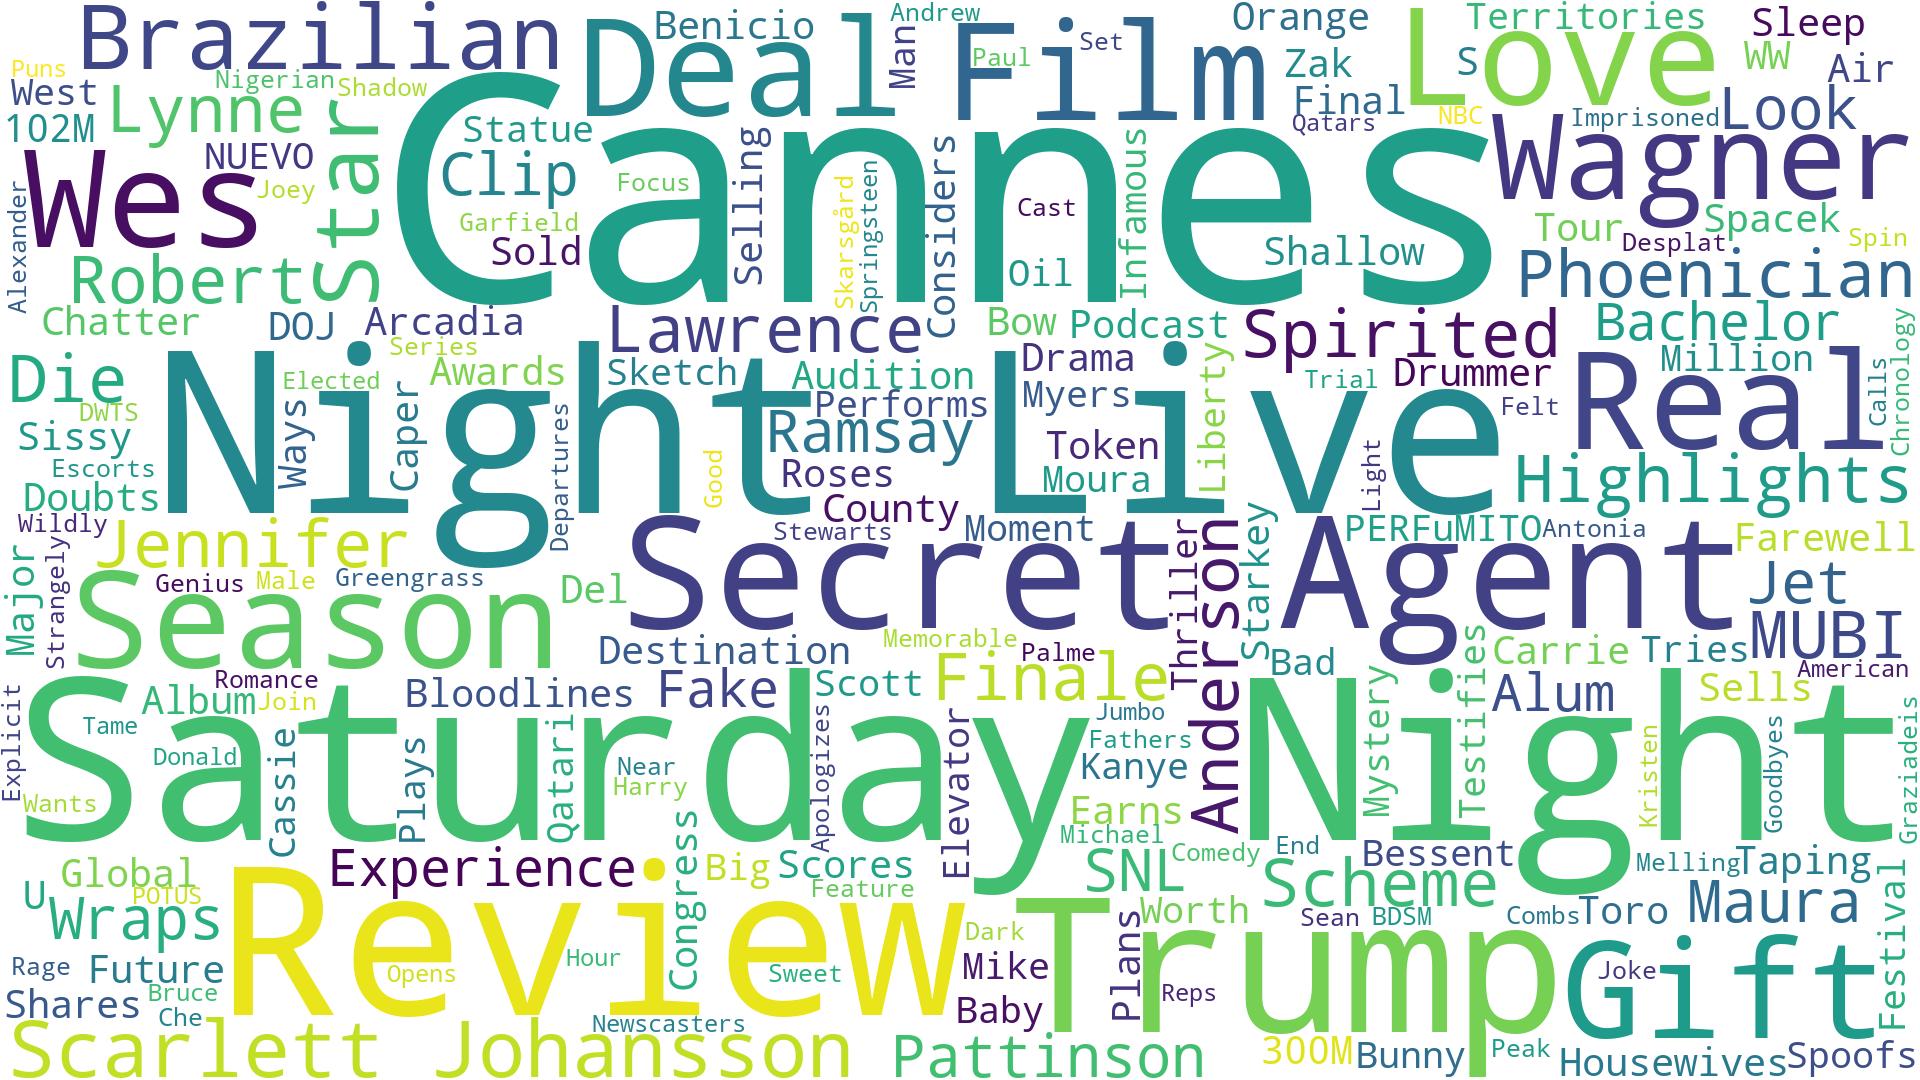 Brazilian
Deal
Benicio
Andrew
Man
Film
Paul
Set
Orange
Love
Territories
Sleep
Puns
West
Nigerian
Shadow
Zak
S
WW
Air
102M
Lynne
Star
Cannes
Statue
Final
Qatars
NBC
Imprisoned
Look
Wes
NUEVO
Joey
Clip
Focus
Selling
Skarsgård
Springsteen
Considers
Cast
Infamous
Wagner
Alexander
Garfield
Sold
Oil
Shallow
Tour
Spacek
Desplat
Spin
Robert
Phoenician
Chatter
DOJ
Arcadia
Lawrence
Bow
Podcast
Spirited
Bachelor
Chronology
Die
Night
Series
Elected
Awards
Sketch
Audition
Drama
Live
Liberty
Trial
Drummer
Real
Million
Calls
DWTS
Ways
Caper
Departures
Performs
Myers
Felt
Sissy
Escorts
Good
Ramsay
Token
Light
Doubts
Roses
Moura
Highlights
Wildly
County
Jennifer
Secret
Stewarts
Moment
Thriller
Anderson
Starkey
Agent
PERFuMITO
Antonia
Farewell
Major
Strangely
Season
Genius
Male
Greengrass
Del
Jet
Destination
Memorable
Palme
Bad
Mystery
Testifies
Carrie
Tries
MUBI
American
Explicit
Saturday
Romance
Album
Join
Bloodlines
Fake
Scott
Finale
Night
Alum
Sells
Tame
Donald
Cassie
Plays
Qatari
Near
Harry
Apologizes
Elevator
Jumbo
Fathers
Kanye
Kristen
Goodbyes
Graziadeis
Wants
Earns
Michael
Global
Experience
Congress
Big
Scores
SNL
Comedy
End
Bessent
Melling
Taping
U
POTUS
Review
Feature
Scheme
Festival
Wraps
Trump
Worth
Plans
Sean
BDSM
Combs
Toro
Maura
Rage
Future
Opens
Hour
Sweet
Dark
Mike
Gift
Joke
Shares
Bruce
Che
Newscasters
Baby
Reps
Scarlett
Johansson
Pattinson
300M
Bunny
Peak
Housewives
Spoofs